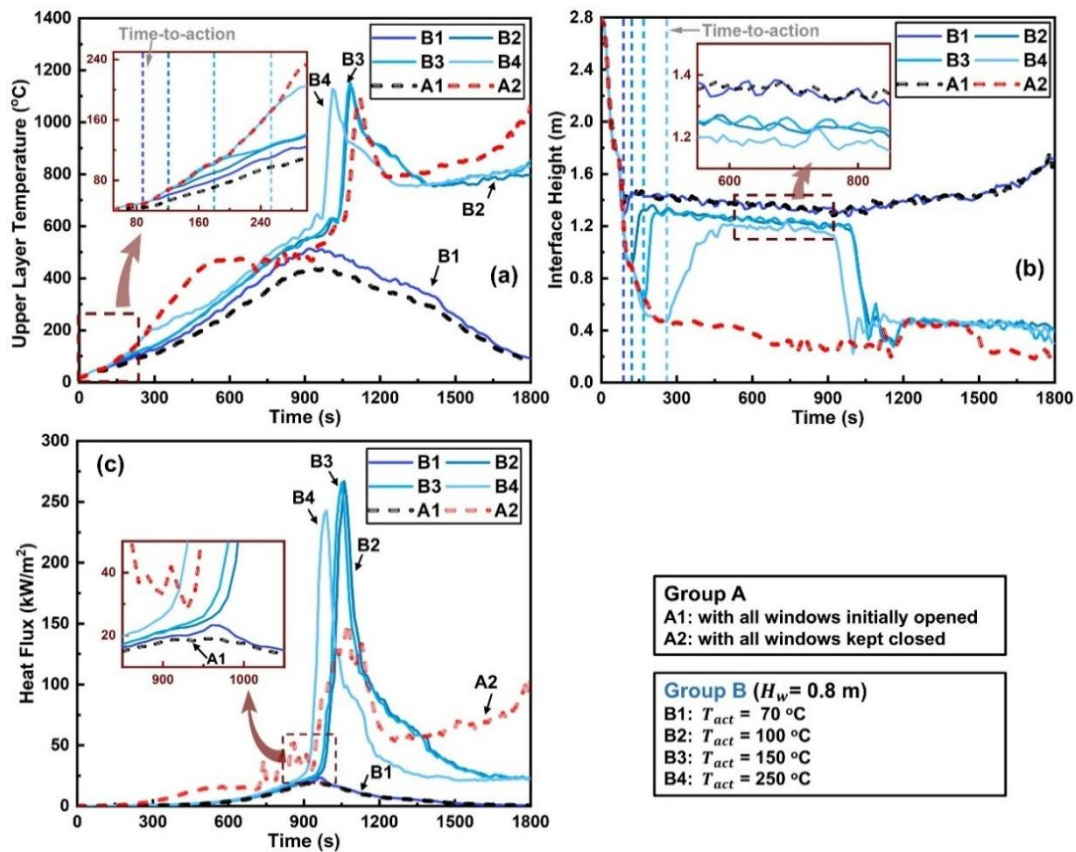 1400
1200
1000
800
600
400
200
0
Upper Layer Temperature (°C)
Time-to-action
240
160
80
80 160 240
B1 B2
B3 B4
A1 A2
B4
B3
B2
B1
(a)
0 300 600 900 1200 1500 1800
Time (s)
2.8
2.4
2.0
1.6
1.2
0.8
0.4
0.0
Interface Height (m)
Time-to-action
1.4
1.2
600 700 800
B1 B2
B3 B4
A1 A2
(b)
0 300 600 900 1200 1500 1800
Time (s)
300
250
200
150
100
50
0
Heat Flux (kW/m²)
(c)
40
20
900 1000
A1
B1 B2
B3 B4
A1 A2
B3
B4
B2
A2
B1
0 300 600 900 1200 1500 1800
Time (s)
Group A
A1: with all windows initially opened
A2: with all windows kept closed
Group B (H_w= 0.8 m)
B1: T_act = 70 °C
B2: T_act = 100 °C
B3: T_act = 150 °C
B4: T_act = 250 °C